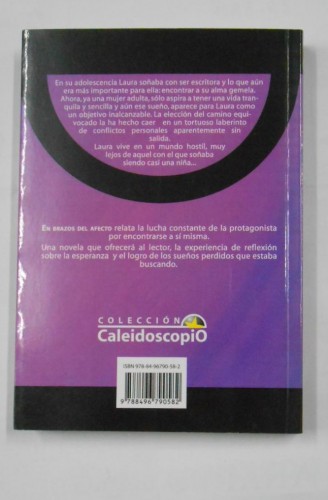 En su adolescencia Laura soñaba con ser escritora y lo que aún
era más importante para ella: encontrar a su alma gemela.
Ahora, ya una mujer adulta, sólo aspira a tener una vida tran-
quila y sencilla y aún ese sueño, aparece para Laura como
un objetivo inalcanzable. La elección del camino equi-
vocado la ha hecho caer en un tortuoso laberinto
de conflictos personales aparentemente sin
salida.
Laura vive en un mundo hostil, muy
lejos de aquel con el que soñaba
siendo casi una niña...
EN BRAZOS DEL AFECTO relata la lucha constante de la protagonista
por encontrarse a sí misma.
Una novela que ofrecerá al lector, la experiencia de reflexión
sobre la esperanza y el logro de los sueños perdidos que estaba
buscando.
COLECCIÓN
CaleidoscopiO
ISBN 978-84-96790-58-2
9 788496 790582